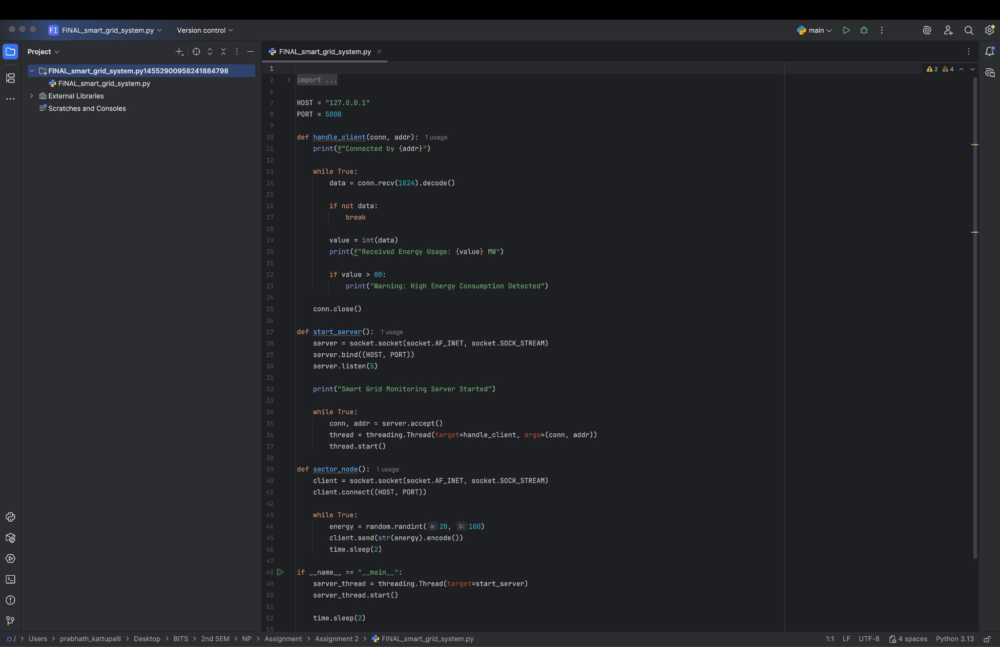 FI FINAL_smart_grid_system.py Version control main
Project FINAL_smart_grid_system.py
FINAL_smart_grid_system.py14552900958241884798
FINAL_smart_grid_system.py
External Libraries
Scratches and Consoles
2 4
1
2 import ...
6
7 HOST = "127.0.0.1"
8 PORT = 5000
9
10 def handle_client(conn, addr): 1 usage
11     print(f"Connected by {addr}")
12
13     while True:
14         data = conn.recv(1024).decode()
15
16         if not data:
17             break
18
19         value = int(data)
20         print(f"Received Energy Usage: {value} MW")
21
22         if value > 80:
23             print("Warning: High Energy Consumption Detected")
24
25     conn.close()
26
27 def start_server(): 1 usage
28     server = socket.socket(socket.AF_INET, socket.SOCK_STREAM)
29     server.bind((HOST, PORT))
30     server.listen(5)
31
32     print("Smart Grid Monitoring Server Started")
33
34     while True:
35         conn, addr = server.accept()
36         thread = threading.Thread(target=handle_client, args=(conn, addr))
37         thread.start()
38
39 def sector_node(): 1 usage
40     client = socket.socket(socket.AF_INET, socket.SOCK_STREAM)
41     client.connect((HOST, PORT))
42
43     while True:
44         energy = random.randint( a: 20, b: 100)
45         client.send(str(energy).encode())
46         time.sleep(2)
47
48 if __name__ == "__main__":
49     server_thread = threading.Thread(target=start_server)
50     server_thread.start()
51
52     time.sleep(2)
53
/ > Users > prabhath_kattupalli > Desktop > BITS > 2nd SEM > NP > Assignment > Assignment 2 > FINAL_smart_grid_system.py 1:1 LF UTF-8 4 spaces Python 3.13